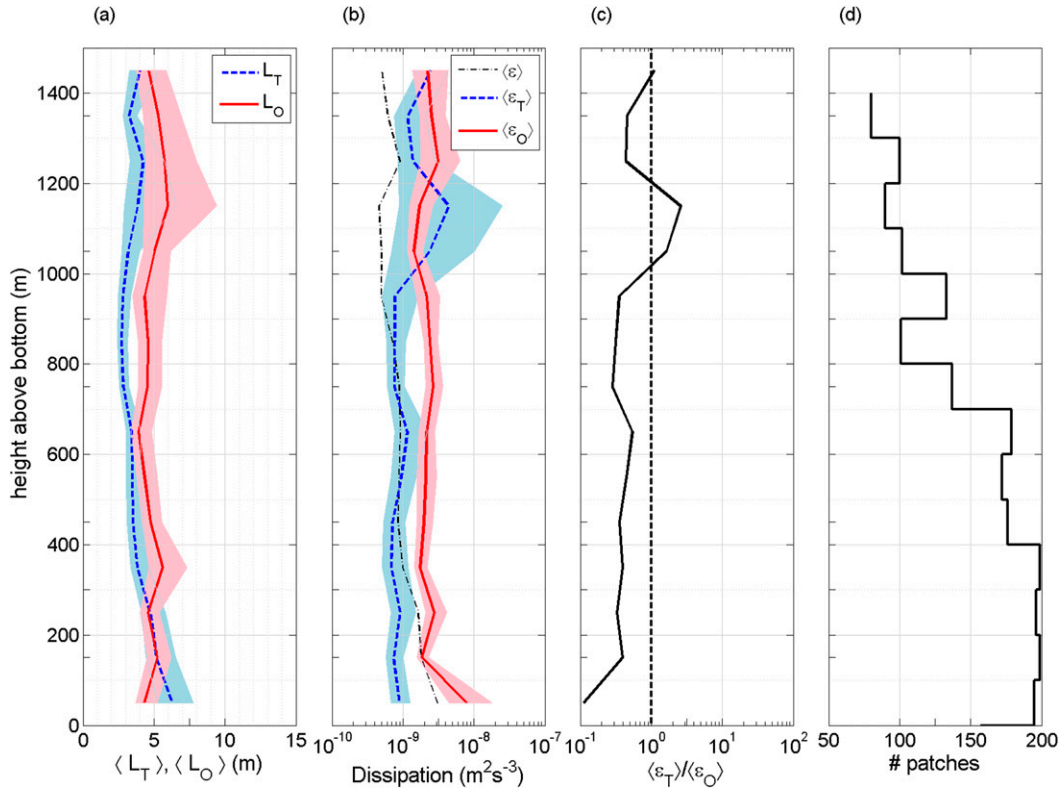 (a)
(b)
(c)
(d)
L_T
L_O
⟨ε⟩
⟨ε_T⟩
⟨ε_O⟩
height above bottom (m)
1400
1200
1000
800
600
400
200
0
0 5 10 15
⟨ L_T ⟩, ⟨ L_O ⟩ (m)
10^-10 10^-9 10^-8 10^-7
Dissipation (m^2s^-3)
10^-1 10^0 10^1 10^2
⟨ε_T⟩/⟨ε_O⟩
50 100 150 200
# patches